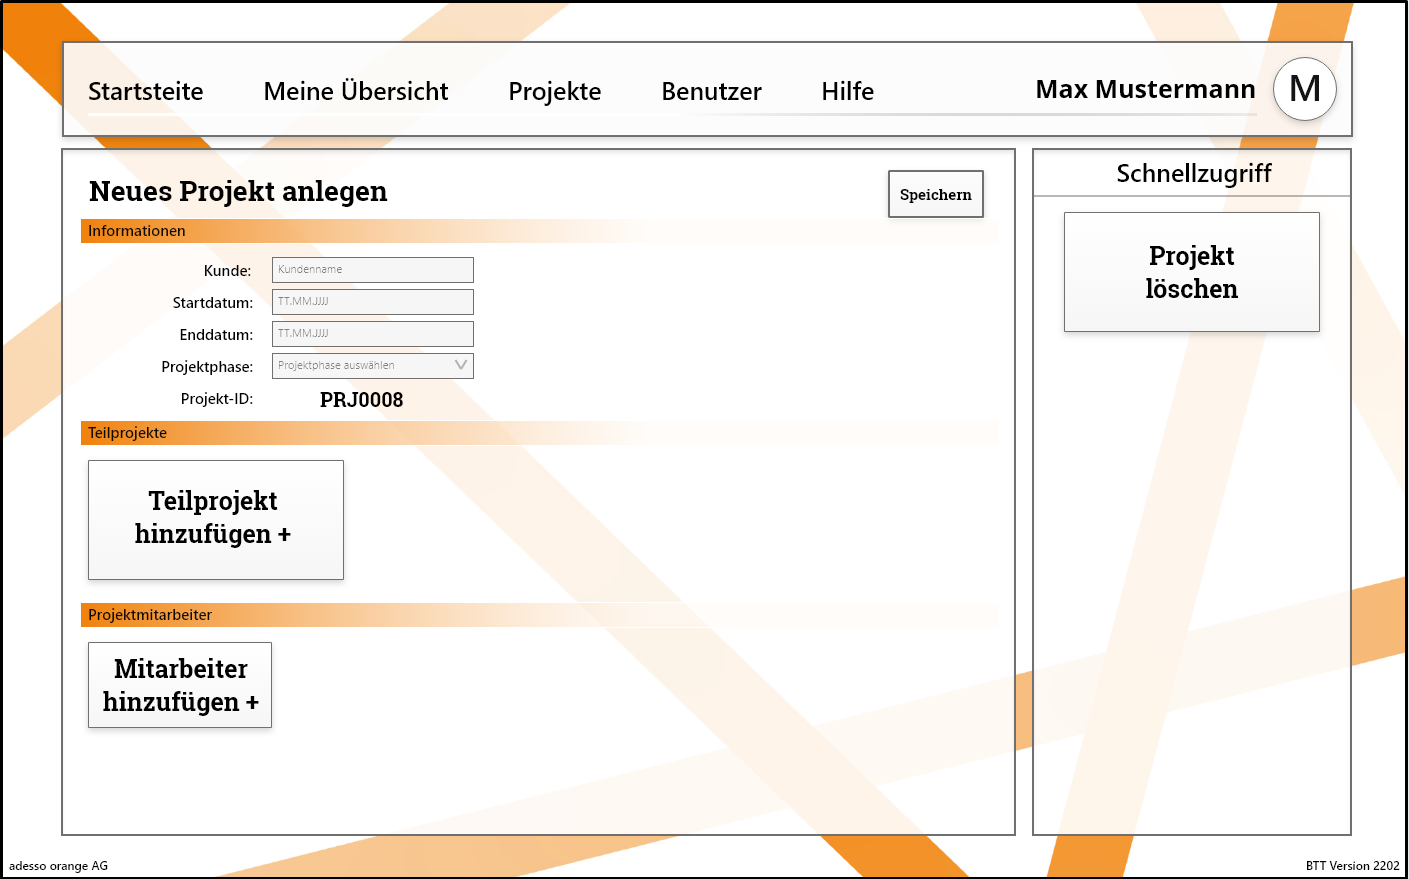 Startsteite Meine Übersicht Projekte Benutzer Hilfe Max Mustermann M
Neues Projekt anlegen
Speichern
Informationen
Kunde: Kundenname
Startdatum: TT.MM.JJJJ
Enddatum: TT.MM.JJJJ
Projektphase: Projektphase auswählen
Projekt-ID: PRJ0008
Teilprojekte
Teilprojekt
hinzufügen +
Projektmitarbeiter
Mitarbeiter
hinzufügen +
Schnellzugriff
Projekt
löschen
adesso orange AG
BTT Version 2202